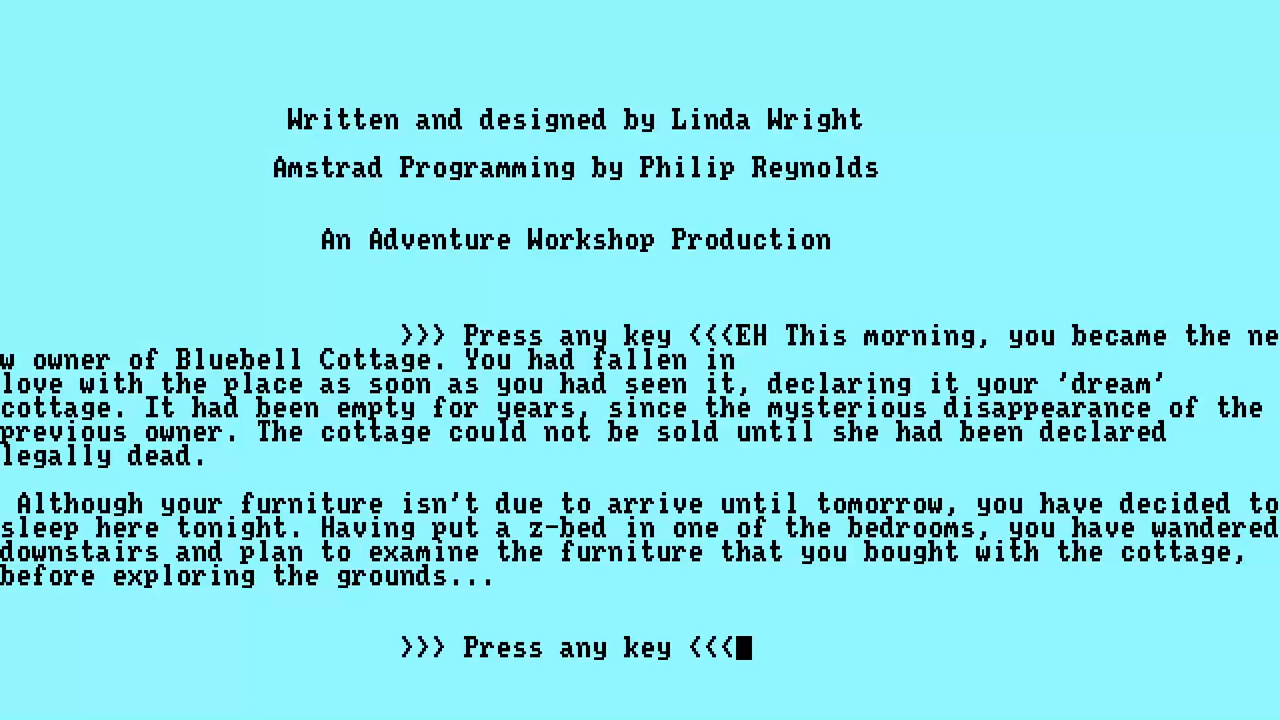 Written and designed by Linda Wright
Amstrad Programming by Philip Reynolds
An Adventure Workshop Production
>>> Press any key <<<EH This morning, you became the ne
w owner of Bluebell Cottage. You had fallen in
love with the place as soon as you had seen it, declaring it your 'dream'
cottage. It had been empty for years, since the mysterious disappearance of the
previous owner. The cottage could not be sold until she had been declared
legally dead.
Although your furniture isn't due to arrive until tomorrow, you have decided to
sleep here tonight. Having put a z-bed in one of the bedrooms, you have wandered
downstairs and plan to examine the furniture that you bought with the cottage,
before exploring the grounds...
>>> Press any key <<<